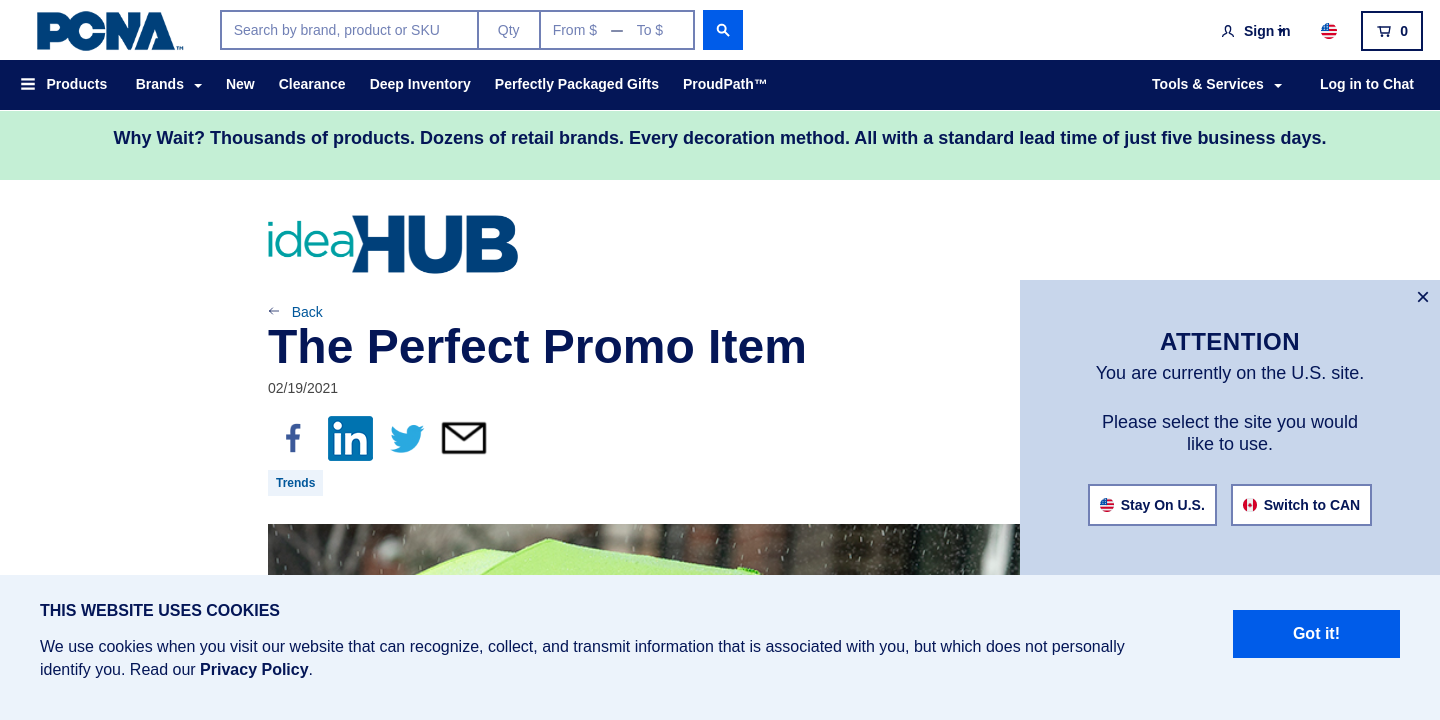 PCNA™
Search by brand, product or SKU
Qty
From $ — To $
Sign in
0
Products
Brands
New
Clearance
Deep Inventory
Perfectly Packaged Gifts
ProudPath™
Tools & Services
Log in to Chat
Why Wait? Thousands of products. Dozens of retail brands. Every decoration method. All with a standard lead time of just five business days.
ideaHUB
← Back
The Perfect Promo Item
02/19/2021
f
in
Trends
×
ATTENTION
You are currently on the U.S. site.
Please select the site you would
like to use.
Stay On U.S.
Switch to CAN
THIS WEBSITE USES COOKIES
We use cookies when you visit our website that can recognize, collect, and transmit information that is associated with you, but which does not personally
identify you. Read our Privacy Policy.
Got it!